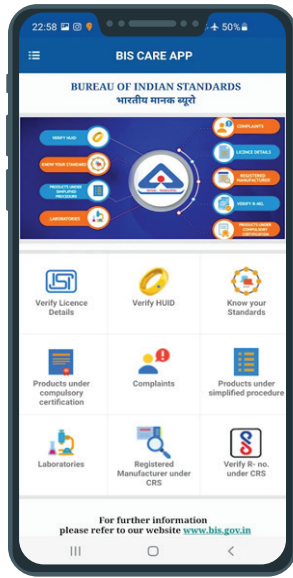 22:58
50%
BIS CARE APP
BUREAU OF INDIAN STANDARDS
भारतीय मानक ब्यूरो
VERIFY HUID
KNOW YOUR STANDARD
PRODUCTS UNDER
SIMPLIFIED
PROCEDURE
LABORATORIES
COMPLAINTS
LICENCE DETAILS
REGISTERED
MANUFACTURER
VERIFY R-NO.
PRODUCTS UNDER
COMPULSORY
CERTIFICATION
Verify Licence
Details
Verify HUID
Know your
Standards
Products under
compulsory
certification
Complaints
Products under
simplified procedure
Laboratories
Registered
Manufacturer under
CRS
Verify R- no.
under CRS
For further information
please refer to our website www.bis.gov.in